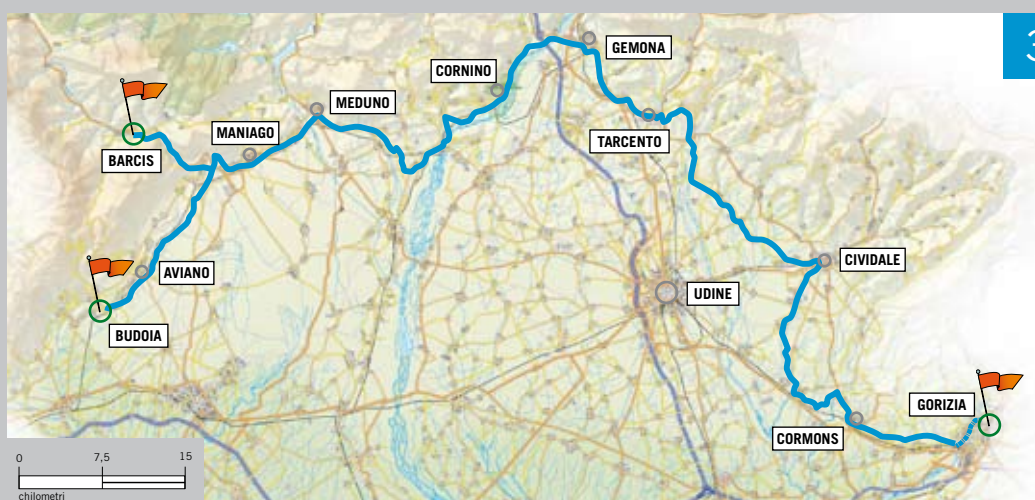 3
GEMONA
CORNINO
MEDUNO
MANIAGO
TARCENTO
BARCIS
CIVIDALE
AVIANO
UDINE
BUDOIA
GORIZIA
CORMONS
0 7,5 15
chilometri